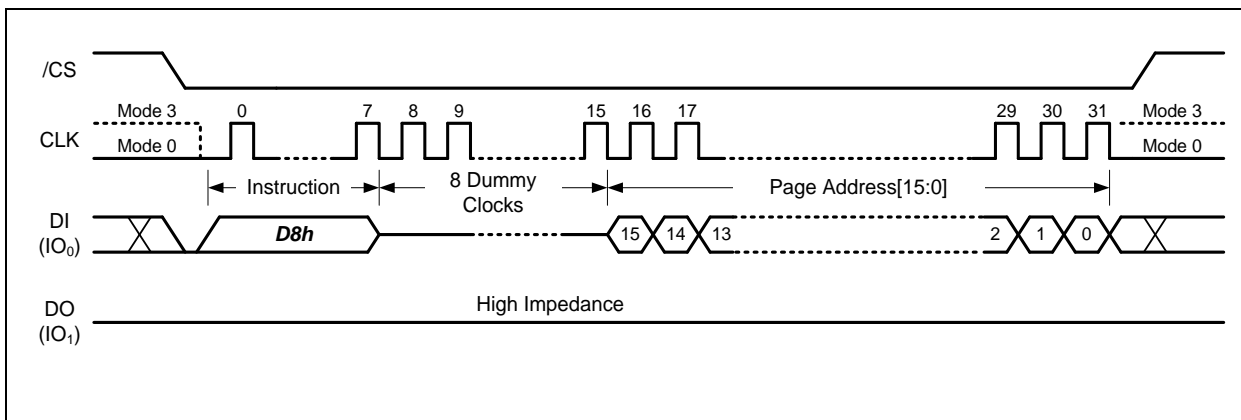 /CS
Mode 3 0 7 8 9 15 16 17 29 30 31 Mode 3
CLK
Mode 0 Mode 0
Instruction 8 Dummy Page Address[15:0]
Clocks
DI
(IO0) D8h 15 14 13 2 1 0
High Impedance
DO
(IO1)